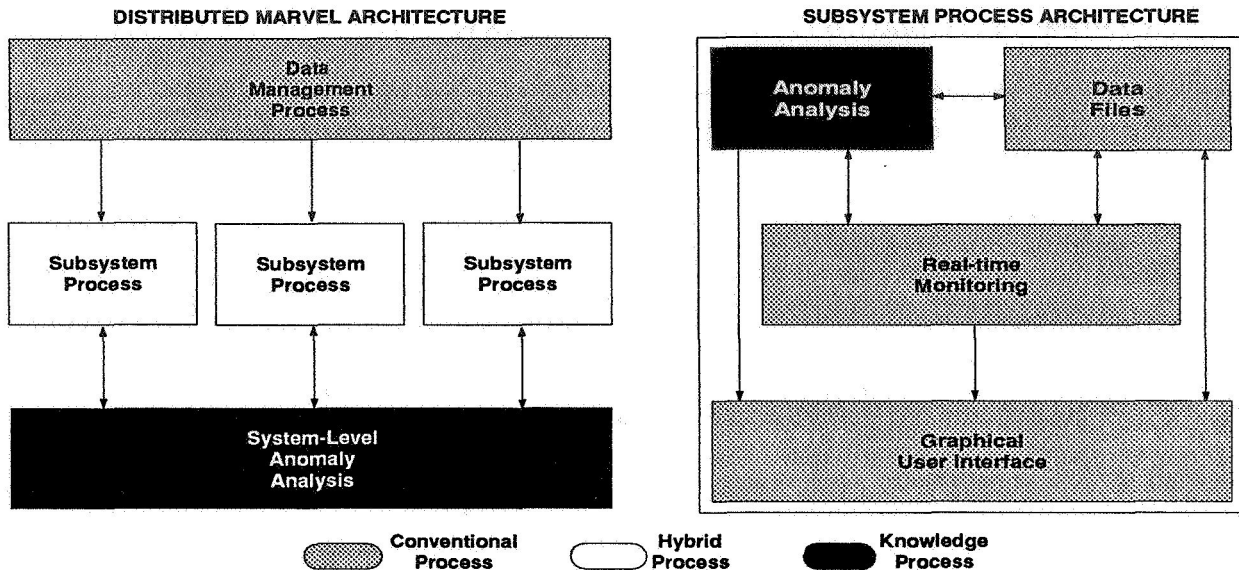 DISTRIBUTED MARVEL ARCHITECTURE
Data
Management
Process
Subsystem
Process
Subsystem
Process
Subsystem
Process
System-Level
Anomaly
Analysis
SUBSYSTEM PROCESS ARCHITECTURE
Anomaly
Analysis
Data
Files
Real-time
Monitoring
Graphical
User Interface
Conventional
Process
Hybrid
Process
Knowledge
Process